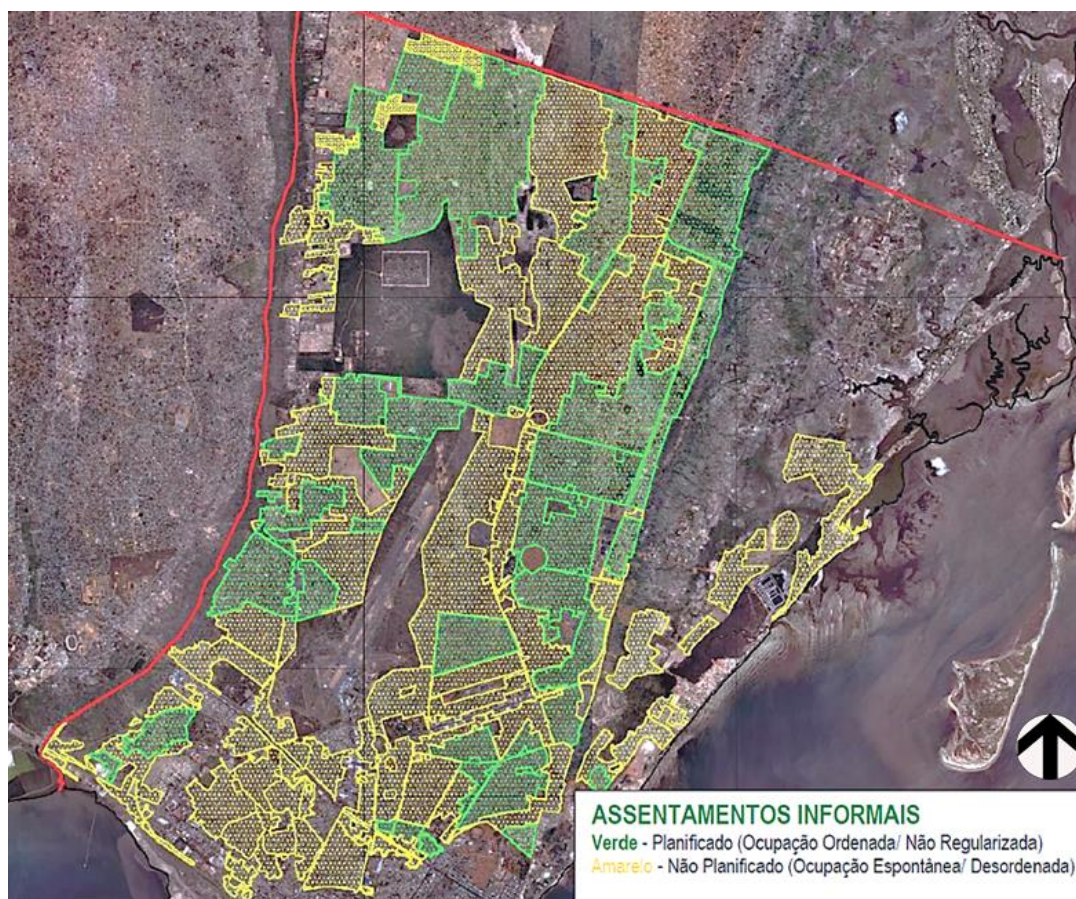 ASSENTAMENTOS INFORMAIS
Verde - Planificado (Ocupação Ordenada/ Não Regularizada)
Amarelo - Não Planificado (Ocupação Espontânea/ Desordenada)